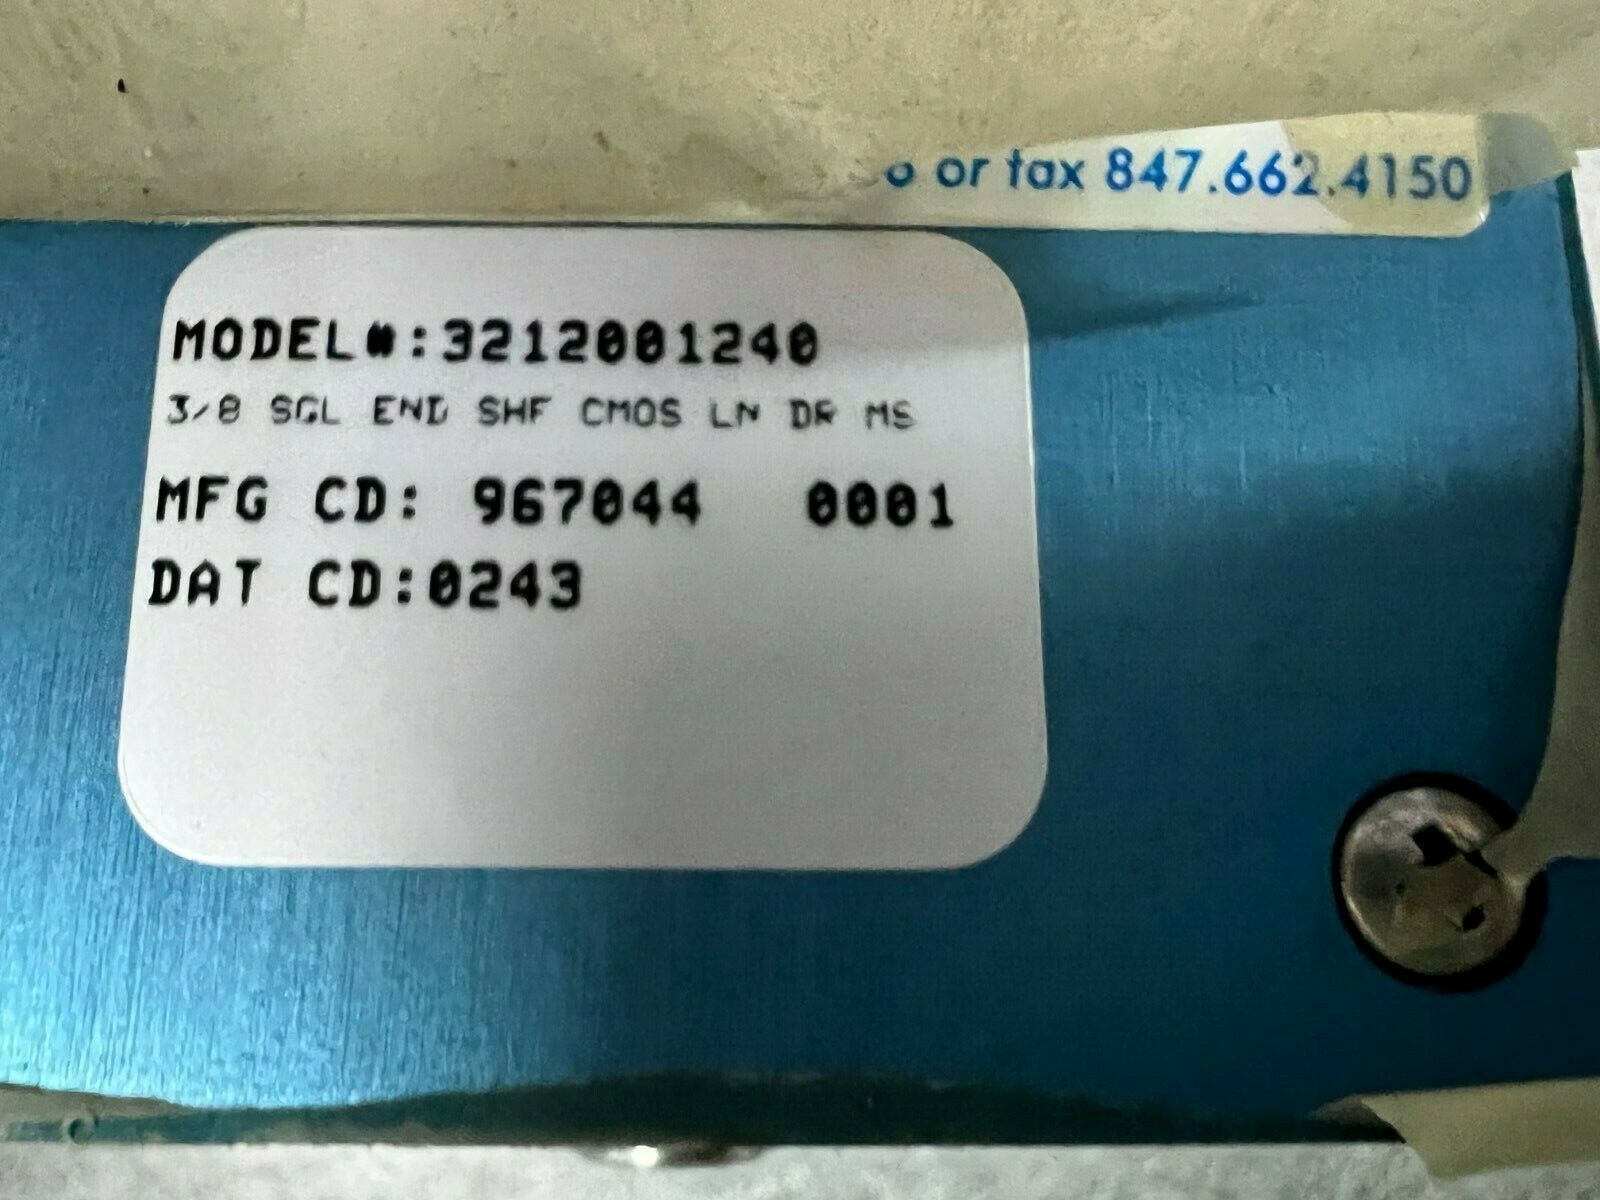 or fax 847.662.4150
MODEL#:3212001240
3/8 SGL END SHF CMOS LN DR MS
MFG CD: 967044 0001
DAT CD:0243